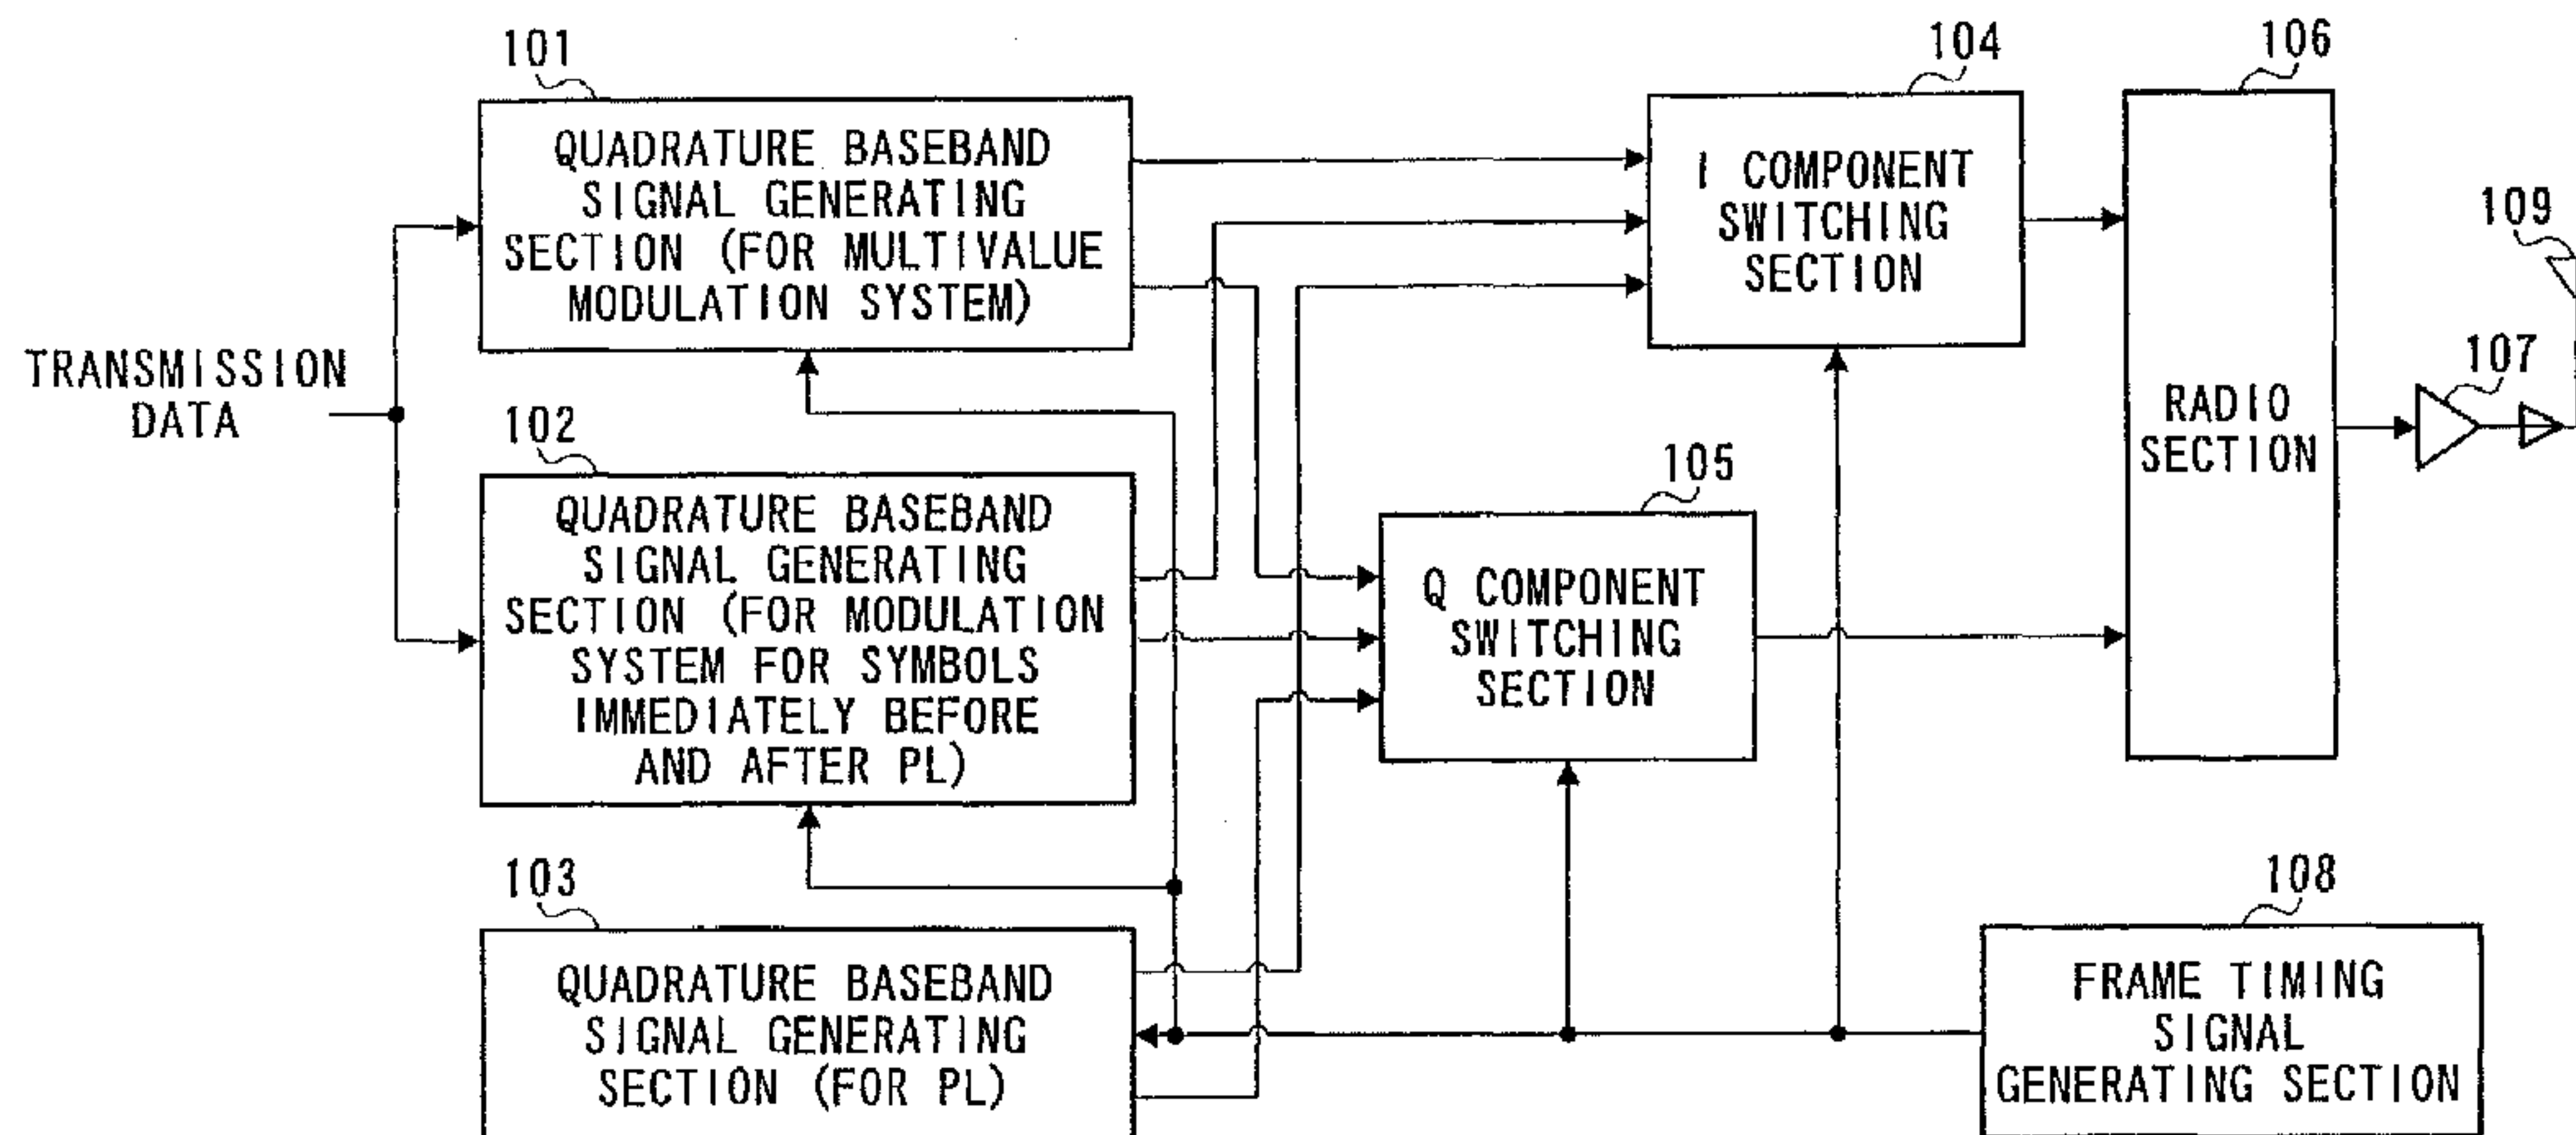 101
QUADRATURE BASEBAND
SIGNAL GENERATING
SECTION (FOR MULTIVALUE
MODULATION SYSTEM)
104
I COMPONENT
SWITCHING
SECTION
106
RADIO
SECTION
109
107
TRANSMISSION
DATA
102
QUADRATURE BASEBAND
SIGNAL GENERATING
SECTION (FOR MODULATION
SYSTEM FOR SYMBOLS
IMMEDIATELY BEFORE
AND AFTER PL)
105
Q COMPONENT
SWITCHING
SECTION
103
QUADRATURE BASEBAND
SIGNAL GENERATING
SECTION (FOR PL)
108
FRAME TIMING
SIGNAL
GENERATING SECTION